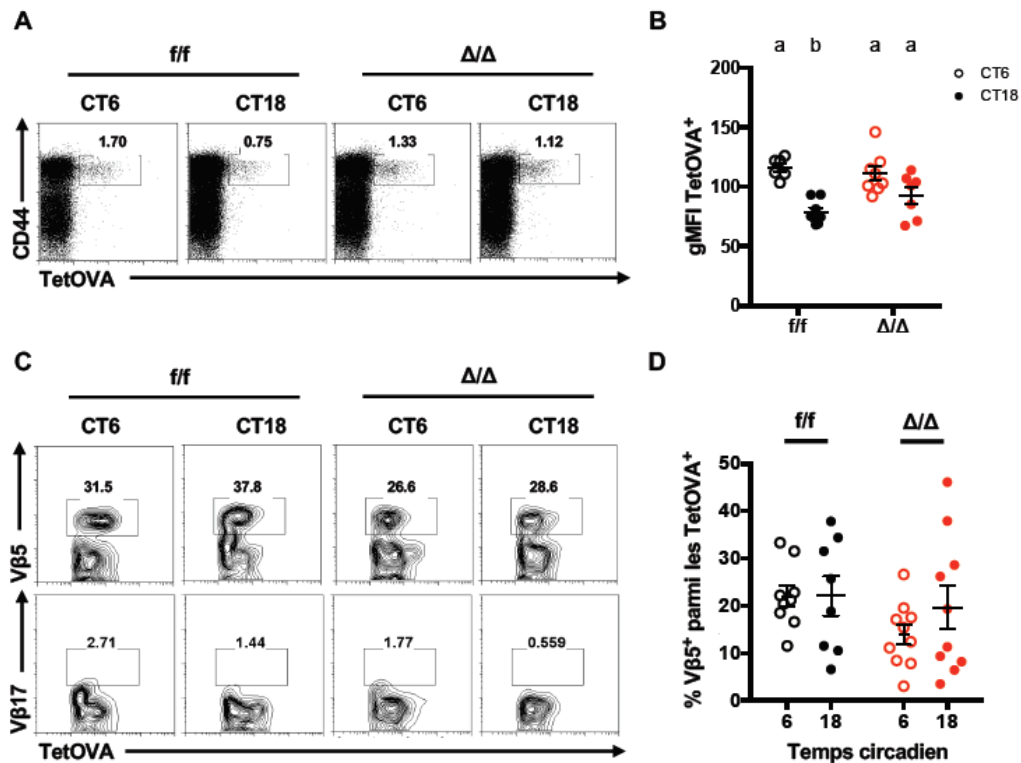 A
f/f
Δ/Δ
CT6
CT18
CT6
CT18
1.70
0.75
1.33
1.12
CD44
TetOVA
B
a b a a
CT6
CT18
200
150
100
50
0
gMFI TetOVA⁺
f/f
Δ/Δ
C
f/f
Δ/Δ
CT6
CT18
CT6
CT18
31.5
37.8
26.6
28.6
Vβ5
2.71
1.44
1.77
0.559
Vβ17
TetOVA
D
f/f
Δ/Δ
50
40
30
20
10
0
% Vβ5⁺ parmi les TetOVA⁺
6 18 6 18
Temps circadien